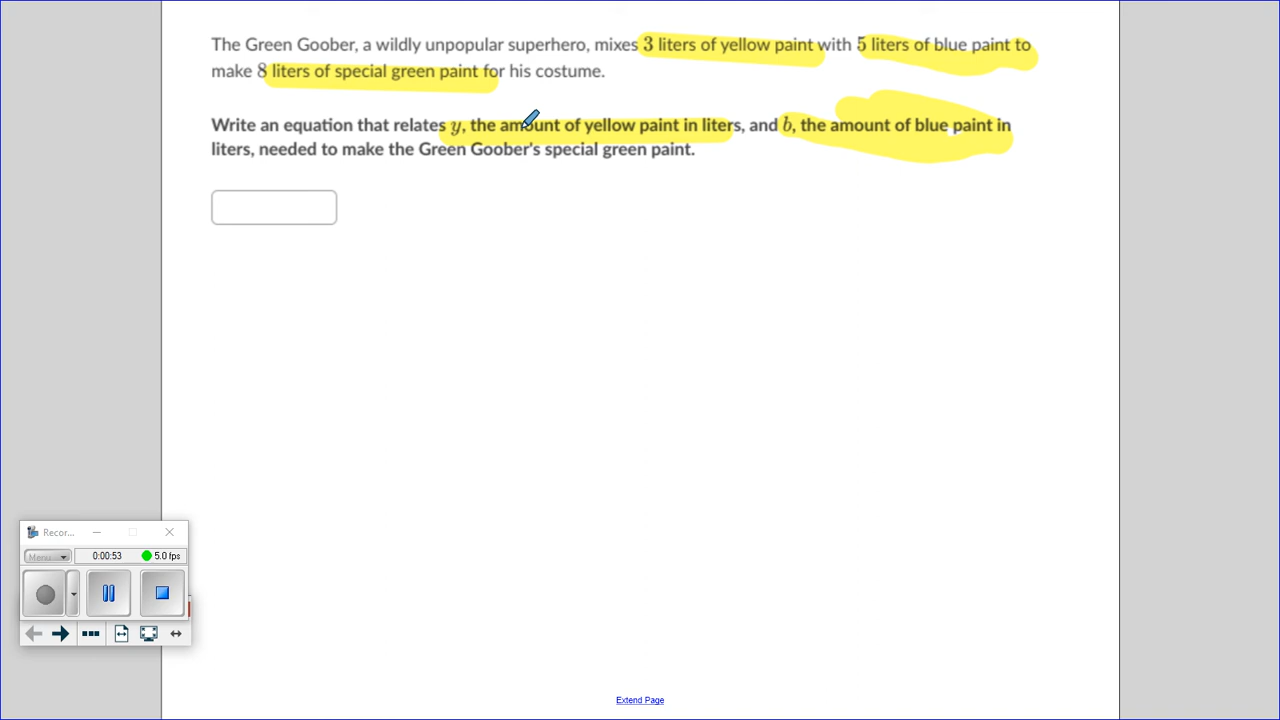 The Green Goober, a wildly unpopular superhero, mixes 3 liters of yellow paint with 5 liters of blue paint to
make 8 liters of special green paint for his costume.
Write an equation that relates y, the amount of yellow paint in liters, and b, the amount of blue paint in
liters, needed to make the Green Goober's special green paint.
Recor...
Menu
0:00:53
5.0 fps
Extend Page